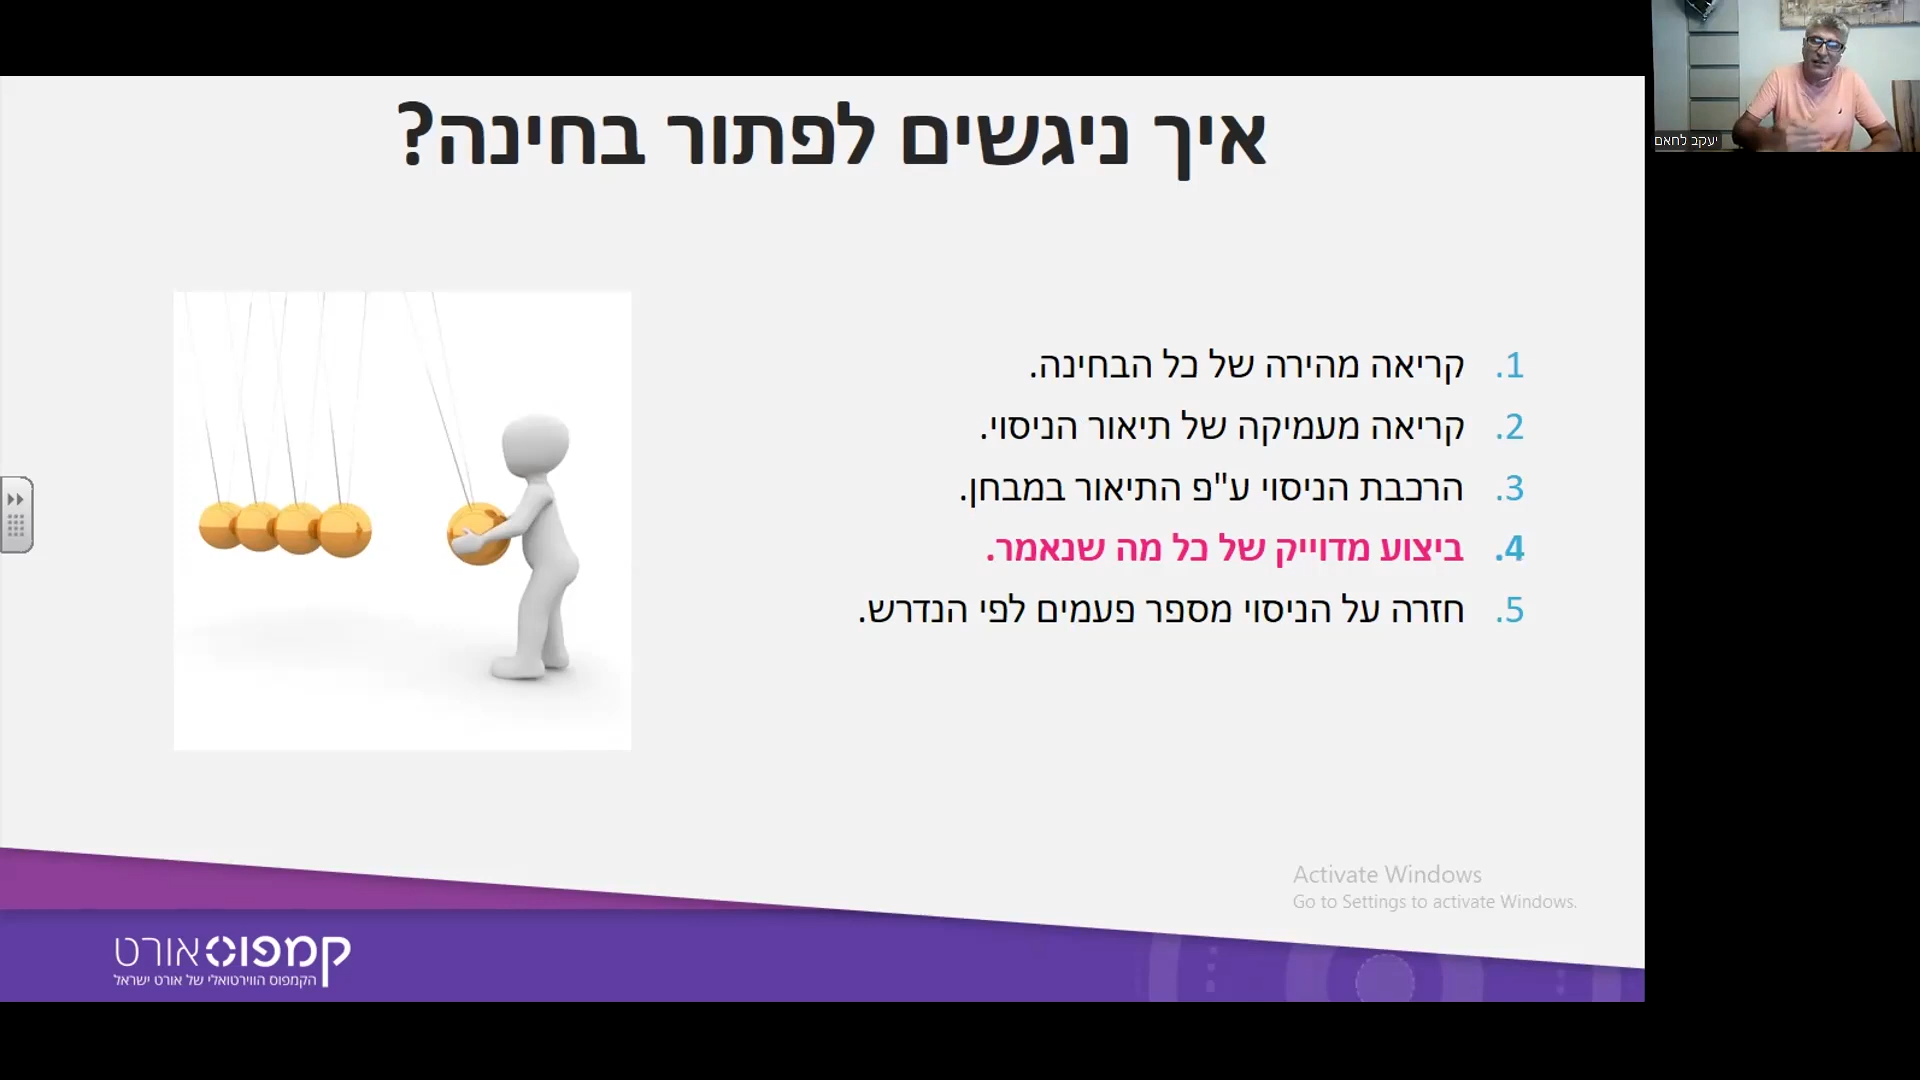 איך ניגשים לפתור בחינה?
1. קריאה מהירה של כל הבחינה.
2. קריאה מעמיקה של תיאור הניסוי.
3. הרכבת הניסוי ע"פ התיאור במבחן.
4. ביצוע מדוייק של כל מה שנאמר.
5. חזרה על הניסוי מספר פעמים לפי הנדרש.
יעקב לחאם
Activate Windows
Go to Settings to activate Windows.
קמפוסאורט
הקמפוס הווירטואלי של אורט ישראל